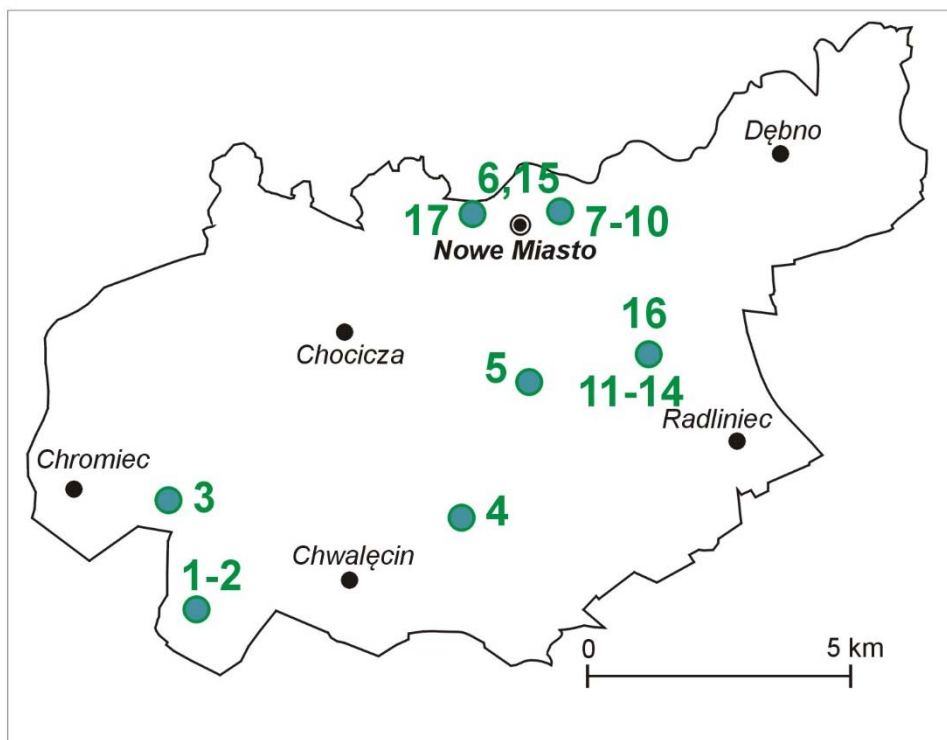 Dębno
6,15
17
7-10
Nowe Miasto
16
Chocicza
5
11-14
Radliniec
Chromiec
3
4
Chwalęcin
1-2
0
5 km